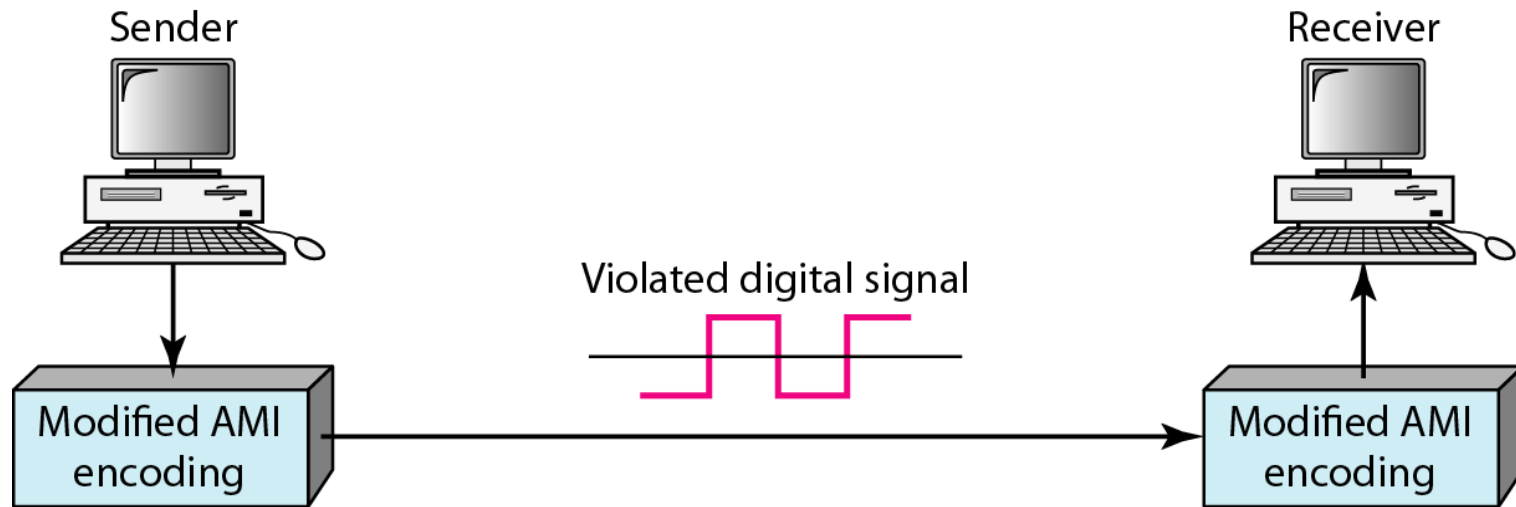 Sender
Receiver
Violated digital signal
Modified AMI
encoding
Modified AMI
encoding